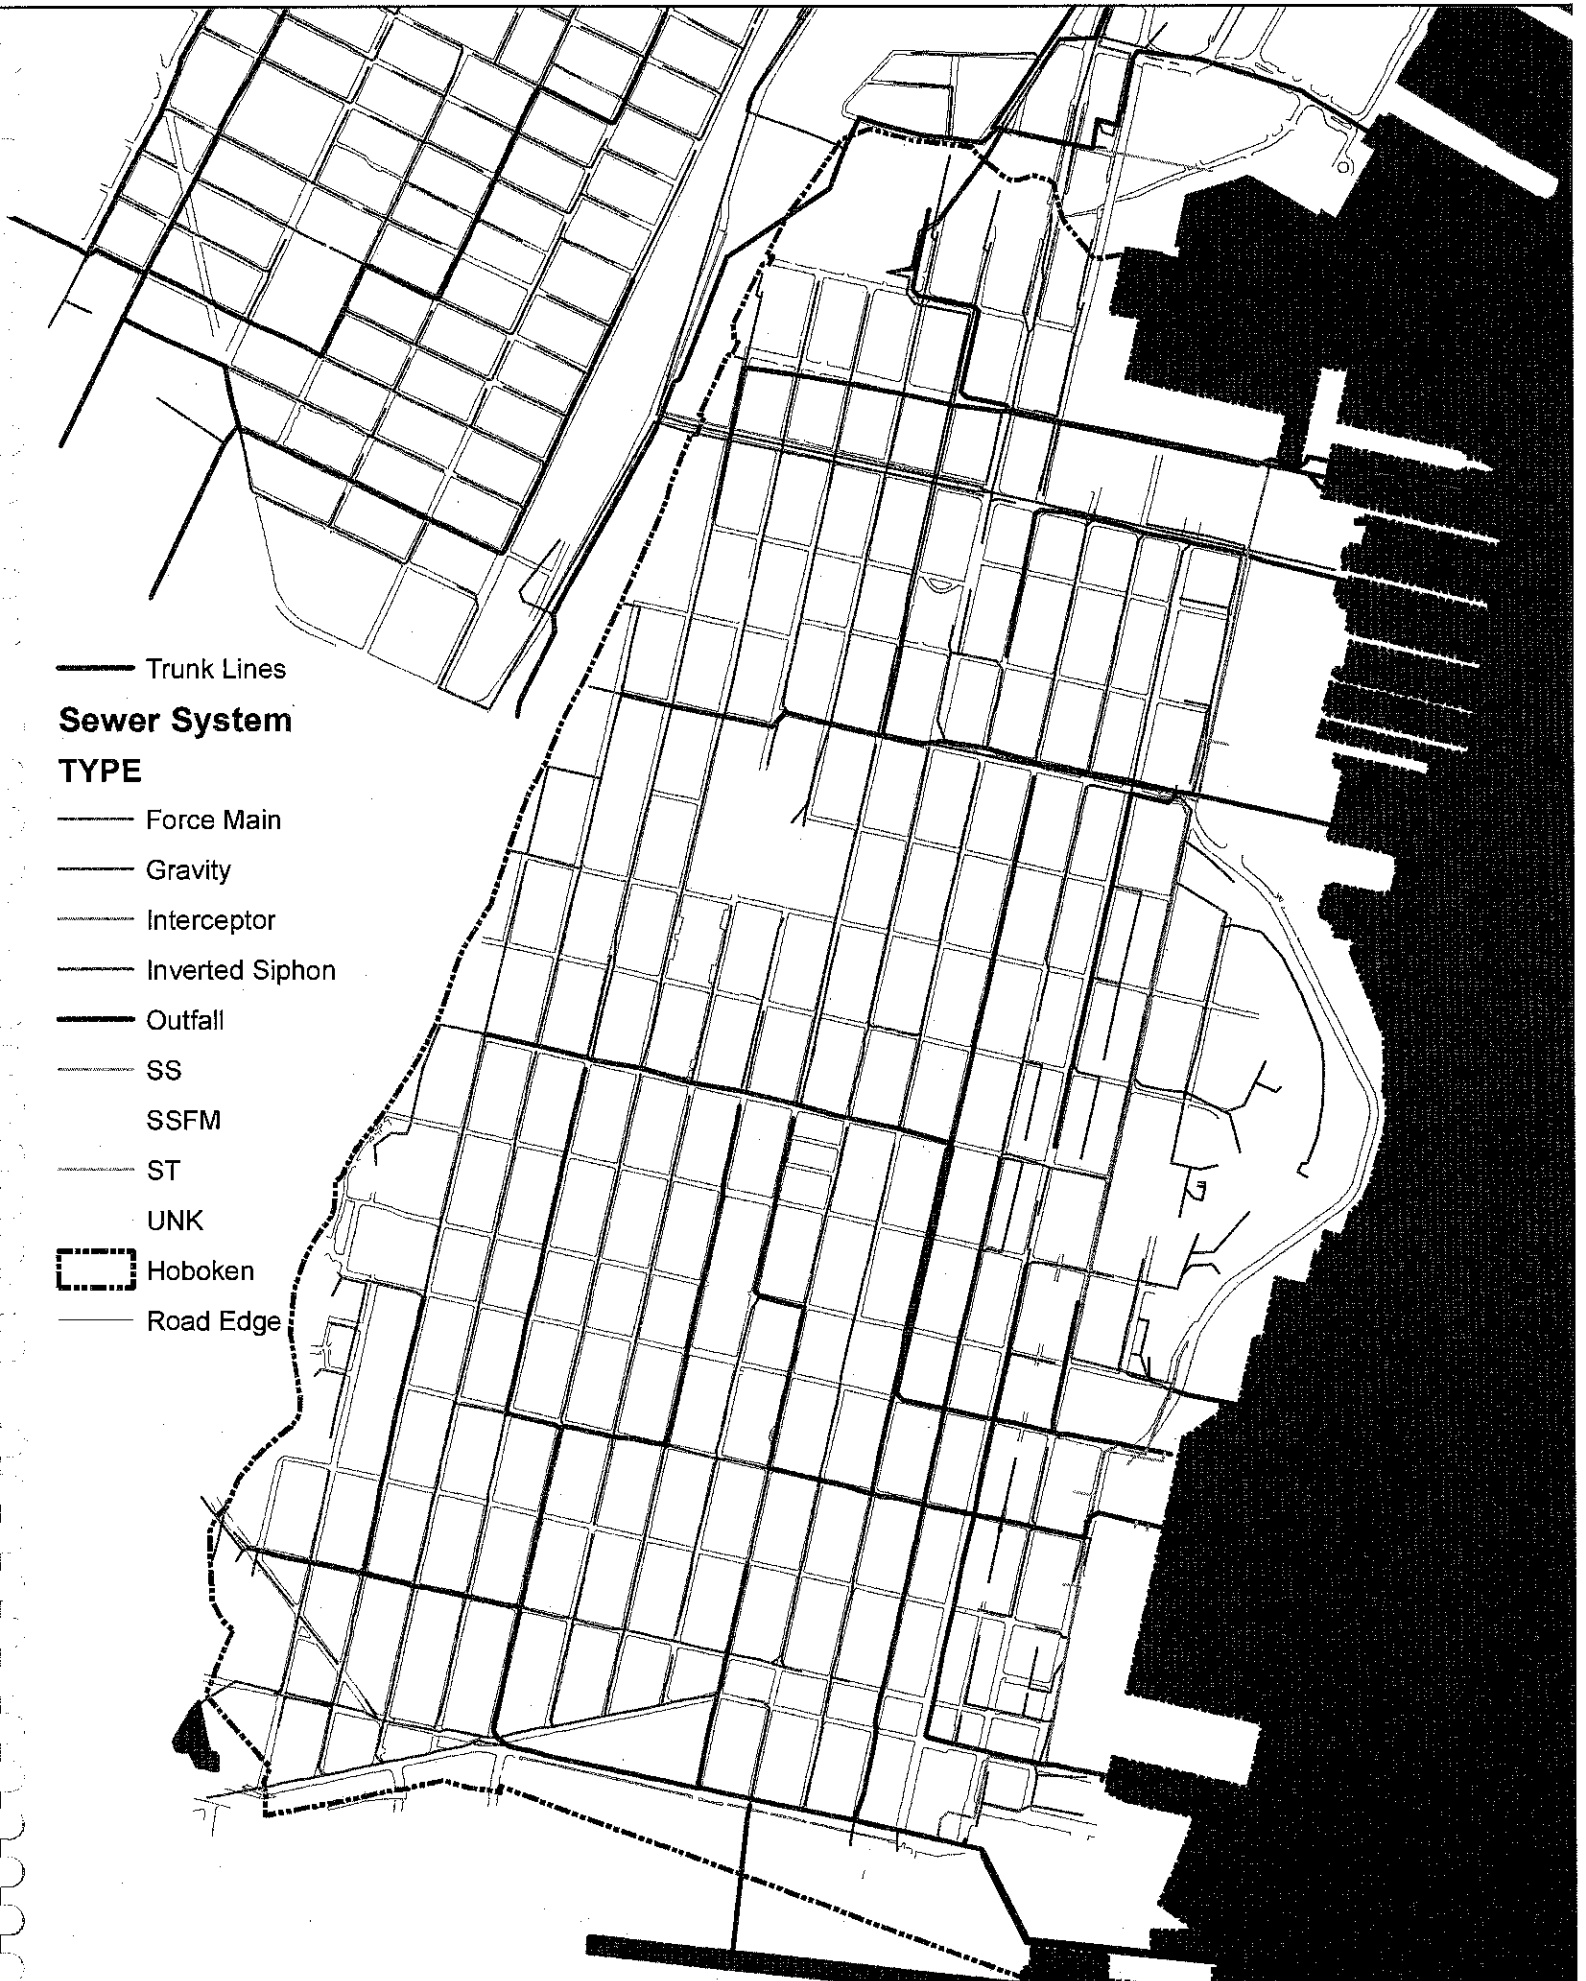 Trunk Lines
Sewer System
TYPE
Force Main
Gravity
Interceptor
Inverted Siphon
Outfall
SS
SSFM
ST
UNK
Hoboken
Road Edge